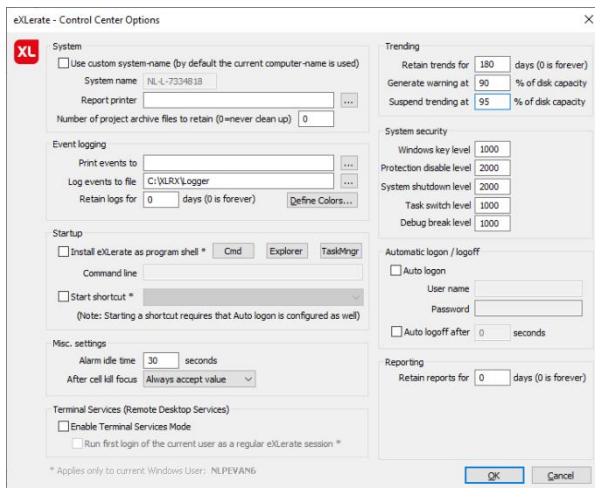 eXLerate - Control Center Options
XL
System
Use custom system-name (by default the current computer-name is used)
System name NL-L-7334818
Report printer ...
Number of project archive files to retain (0=never clean up) 0
Event logging
Print events to ...
Log events to file C:\XLRX\Logger ...
Retain logs for 0 days (0 is forever) Define Colors...
Startup
Install eXLerate as program shell * Cmd Explorer TaskMngr
Command line
Start shortcut *
(Note: Starting a shortcut requires that Auto logon is configured as well)
Misc. settings
Alarm idle time 30 seconds
After cell kill focus Always accept value
Terminal Services (Remote Desktop Services)
Enable Terminal Services Mode
Run first login of the current user as a regular eXLerate session *
* Applies only to current Windows User: NLPEVAN6
Trending
Retain trends for 180 days (0 is forever)
Generate warning at 90 % of disk capacity
Suspend trending at 95 % of disk capacity
System security
Windows key level 1000
Protection disable level 2000
System shutdown level 2000
Task switch level 1000
Debug break level 1000
Automatic logon / logoff
Auto logon
User name
Password
Auto logoff after 0 seconds
Reporting
Retain reports for 0 days (0 is forever)
OK Cancel